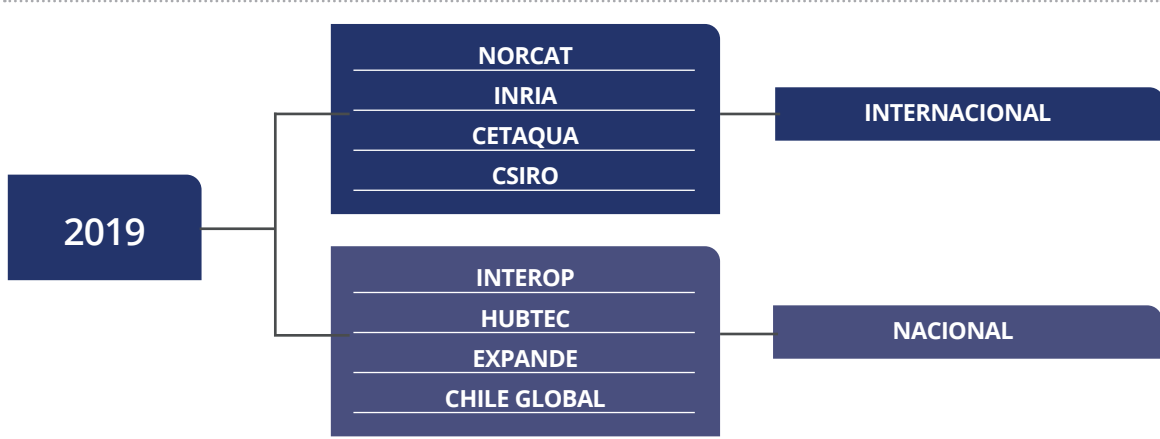 2019
NORCAT
INRIA
CETAQUA
CSIRO
INTERNACIONAL
INTEROP
HUBTEC
EXPANDE
CHILE GLOBAL
NACIONAL